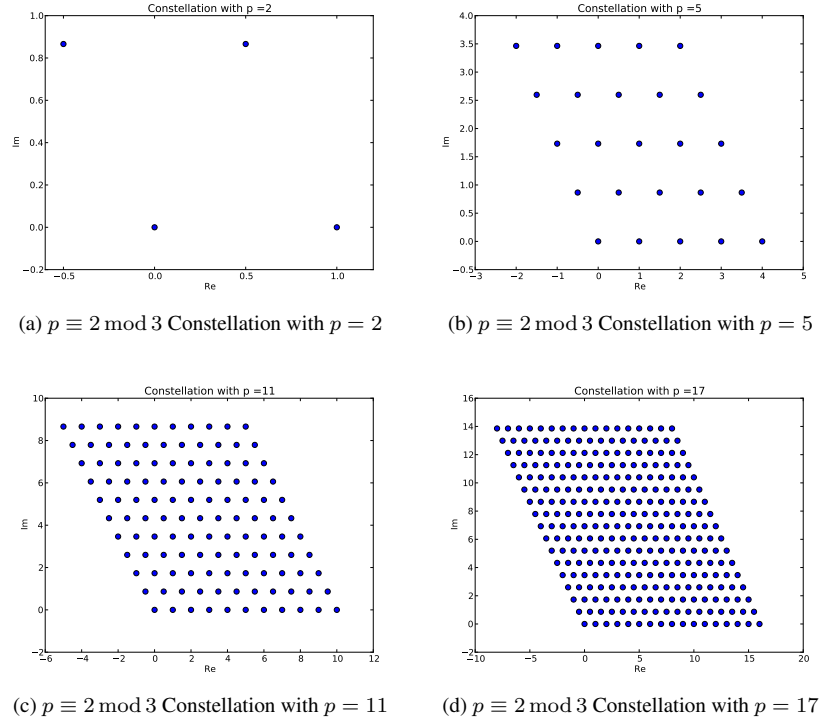 Constellation with p =2
1.0
0.8
0.6
0.4
0.2
0.0
−0.2
Im
−0.5 0.0 0.5 1.0
Re
(a) p ≡ 2 mod 3 Constellation with p = 2
Constellation with p =5
4.0
3.5
3.0
2.5
2.0
1.5
1.0
0.5
0.0
−0.5
Im
−3 −2 −1 0 1 2 3 4 5
Re
(b) p ≡ 2 mod 3 Constellation with p = 5
Constellation with p =11
10
8
6
4
2
0
−2
Im
−6 −4 −2 0 2 4 6 8 10 12
Re
(c) p ≡ 2 mod 3 Constellation with p = 11
Constellation with p =17
16
14
12
10
8
6
4
2
0
−2
Im
−10 −5 0 5 10 15 20
Re
(d) p ≡ 2 mod 3 Constellation with p = 17